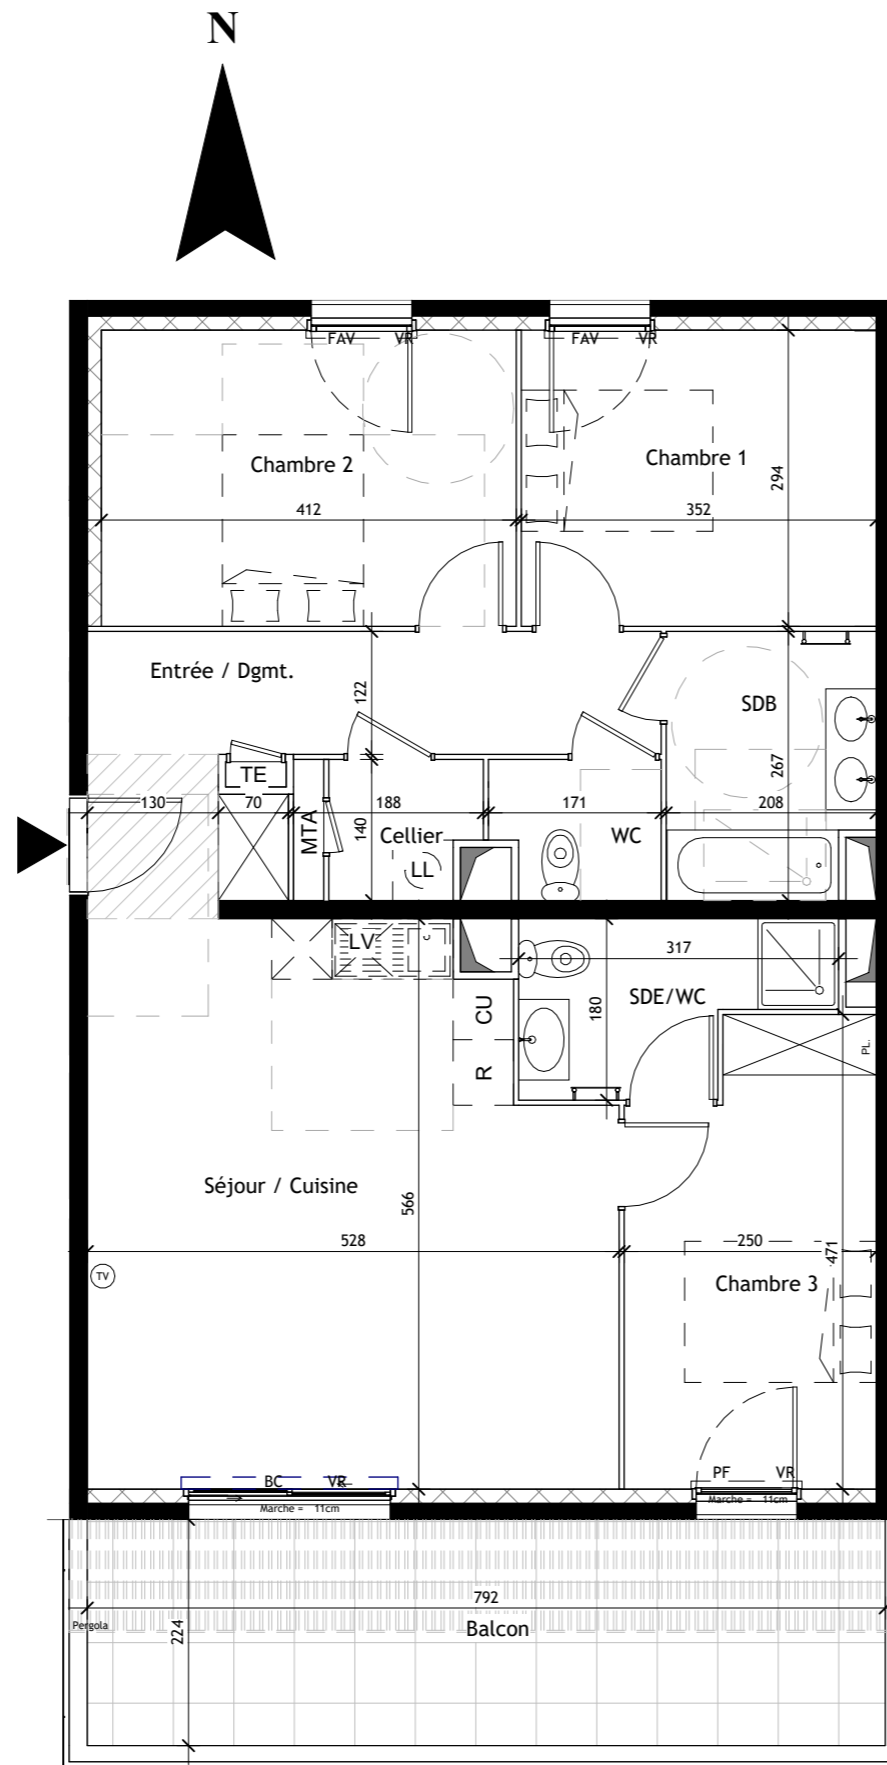 N
FAV VR
FAV VR
Chambre 2
Chambre 1
294
412
352
Entrée / Dgmt.
122
SDB
267
TE
130
70
188
171
208
MTA
140
Cellier
WC
LL
LV
317
CU
180
SDE/WC
R
PL.
Séjour / Cuisine
566
528
250
471
TV
Chambre 3
BC VR
PF VR
Marche = 11cm
Marche = 11cm
792
Pergola
224
Balcon